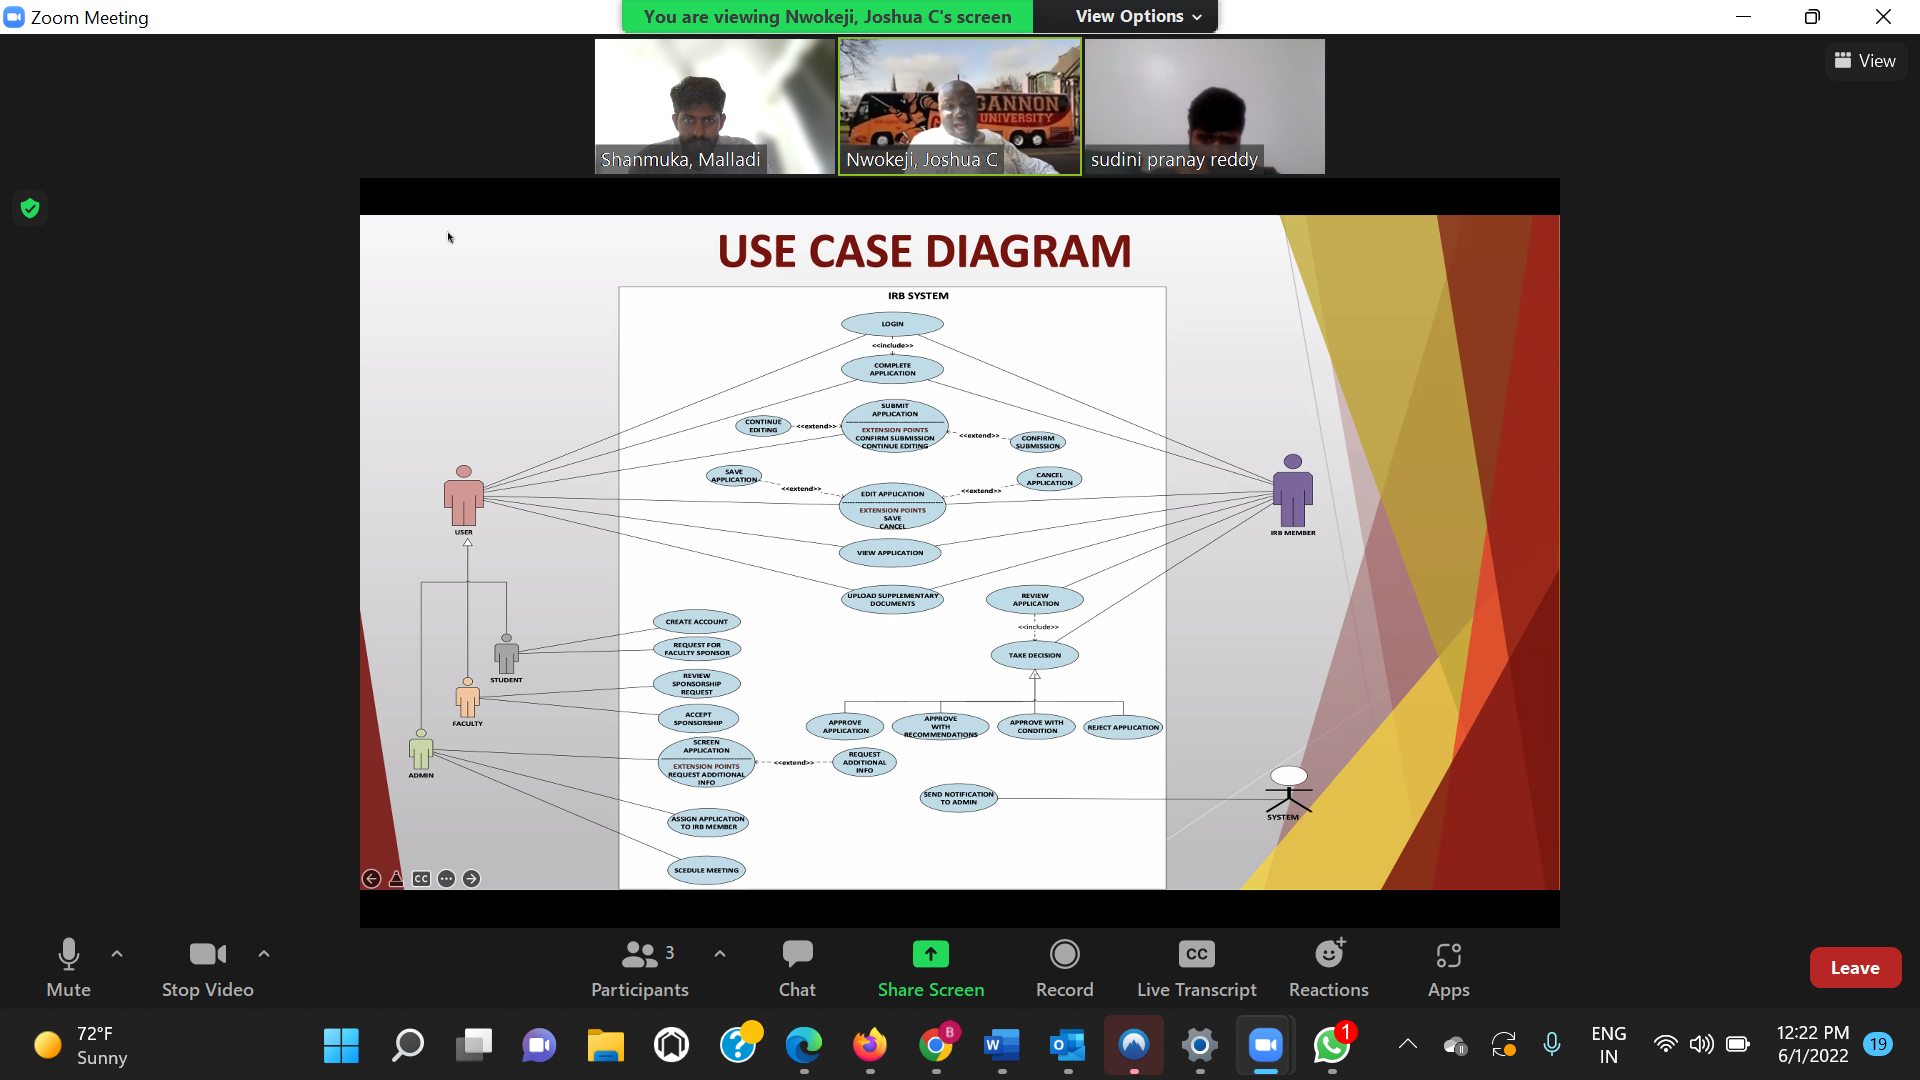 Zoom Meeting
You are viewing Nwokeji, Joshua C's screen
View Options
View
Shanmuka, Malladi
GANNON
UNIVERSITY
Nwokeji, Joshua C
sudini pranay reddy
USE CASE DIAGRAM
IRB SYSTEM
LOGIN
<<include>>
COMPLETE
APPLICATION
SUBMIT
APPLICATION
EXTENSION POINTS
CONFIRM SUBMISSION
CONTINUE EDITING
CONTINUE
EDITING
<<extend>>
<<extend>>
CONFIRM
SUBMISSION
SAVE
APPLICATION
<<extend>>
EDIT APPLICATION
EXTENSION POINTS
SAVE
CANCEL
<<extend>>
CANCEL
APPLICATION
USER
IRB MEMBER
VIEW APPLICATION
UPLOAD SUPPLEMENTARY
DOCUMENTS
REVIEW
APPLICATION
<<include>>
TAKE DECISION
CREATE ACCOUNT
REQUEST FOR
FACULTY SPONSOR
STUDENT
REVIEW
SPONSORSHIP
REQUEST
FACULTY
ACCEPT
SPONSORSHIP
APPROVE
APPLICATION
APPROVE
WITH
RECOMMENDATIONS
APPROVE WITH
CONDITION
REJECT APPLICATION
SCREEN
APPLICATION
EXTENSION POINTS
REQUEST ADDITIONAL
INFO
<<extend>>
REQUEST
ADDITIONAL
INFO
ADMIN
SEND NOTIFICATION
TO ADMIN
SYSTEM
ASSIGN APPLICATION
TO IRB MEMBER
SCEDULE MEETING
CC
Mute
Stop Video
3
Participants
Chat
Share Screen
Record
CC
Live Transcript
Reactions
Apps
Leave
72°F
Sunny
B
W
O
1
ENG
IN
12:22 PM
6/1/2022
19